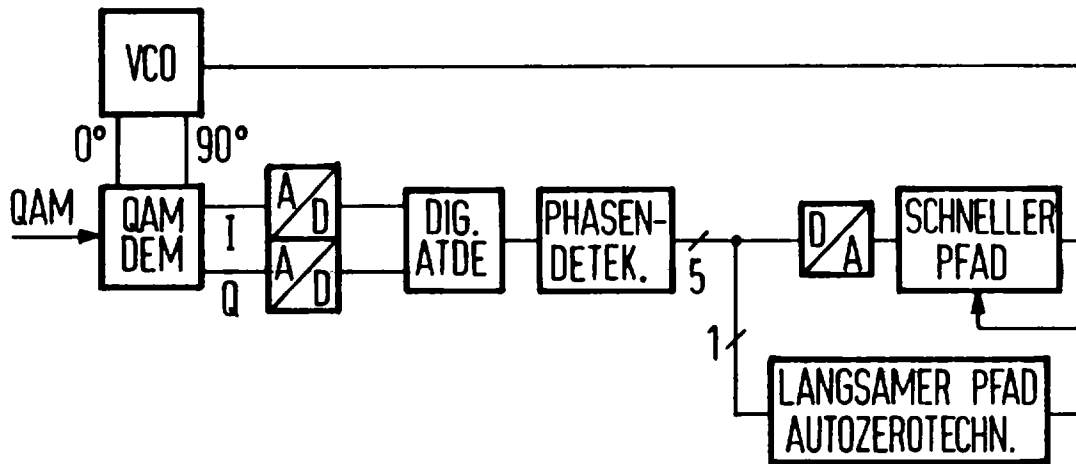 VCO
0° 90°
QAM
QAM
DEM
I
Q
A
D
A
D
DIG.
ATDE
PHASEN-
DETEK.
5
1
D
A
SCHNELLER
PFAD
LANGSAMER PFAD
AUTOZEROTECHN.